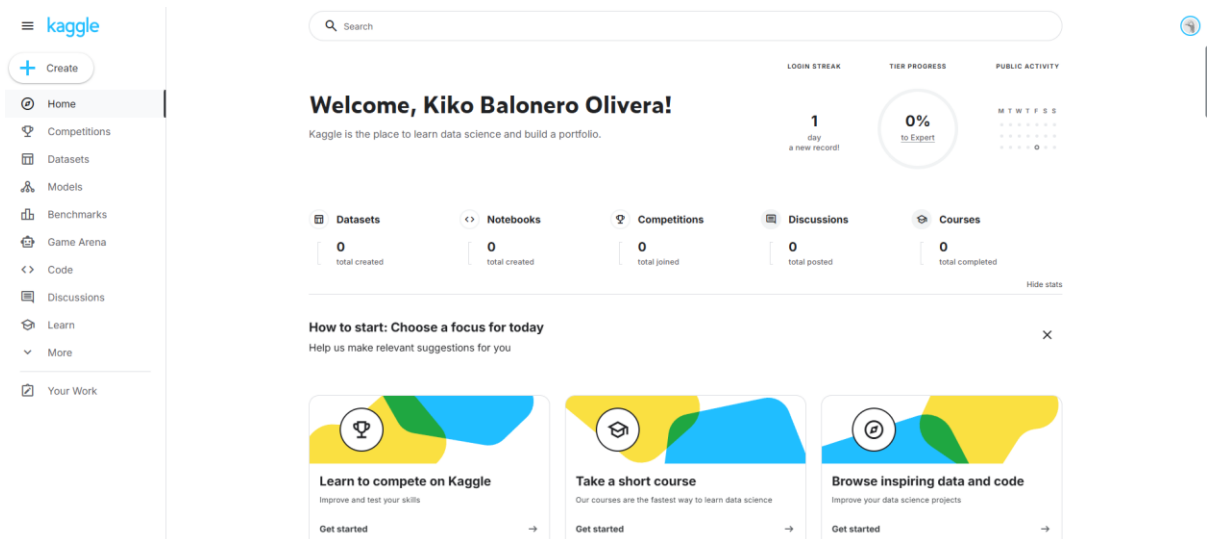 kaggle
Search
Create
Home
Competitions
Datasets
Models
Benchmarks
Game Arena
Code
Discussions
Learn
More
Your Work
LOGIN STREAK
TIER PROGRESS
PUBLIC ACTIVITY
Welcome, Kiko Balonero Olivera!
Kaggle is the place to learn data science and build a portfolio.
1
day
a new record!
0%
to Expert
M T W T F S S
Datasets
0
total created
Notebooks
0
total created
Competitions
0
total joined
Discussions
0
total posted
Courses
0
total completed
Hide stats
How to start: Choose a focus for today
Help us make relevant suggestions for you
Learn to compete on Kaggle
Improve and test your skills
Get started
Take a short course
Our courses are the fastest way to learn data science
Get started
Browse inspiring data and code
Improve your data science projects
Get started